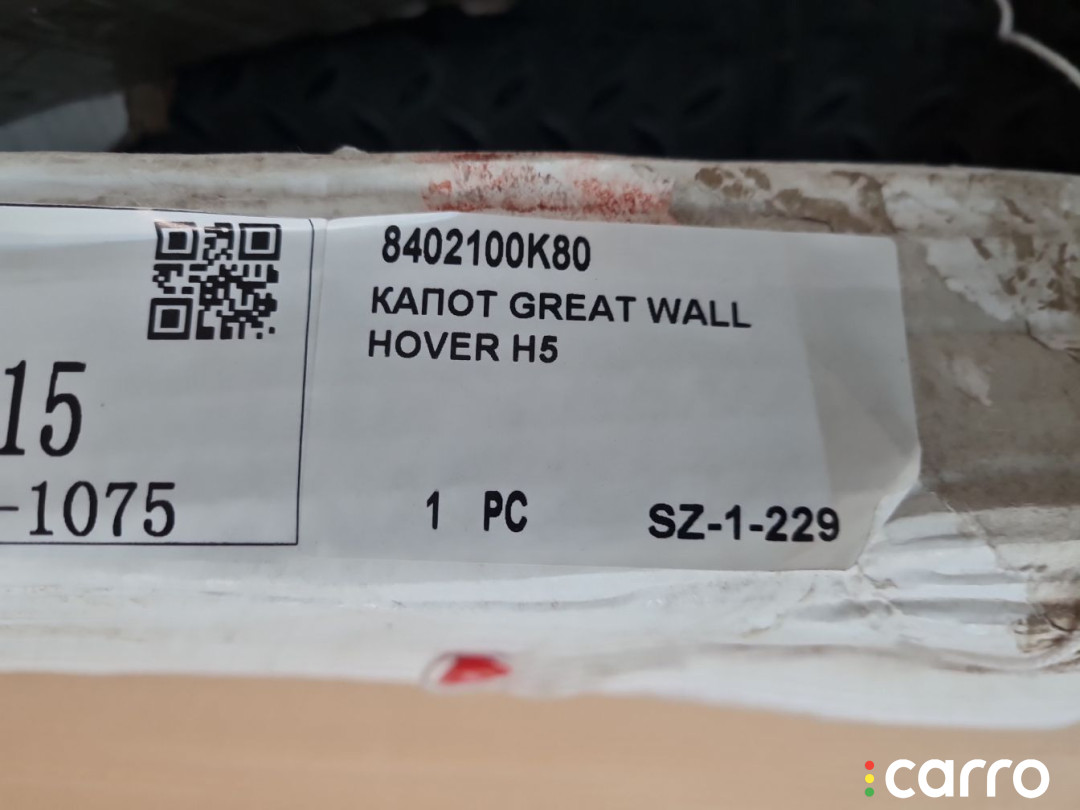 8402100K80
КАПОТ GREAT WALL
HOVER H5
1 PC SZ-1-229
15
-1075
carro